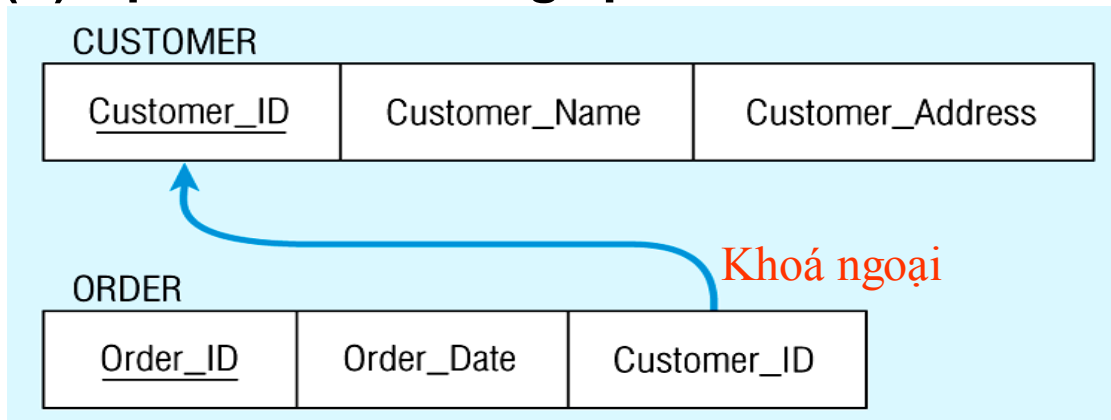 CUSTOMER
Customer_ID Customer_Name Customer_Address
Khoá ngoại
ORDER
Order_ID Order_Date Customer_ID